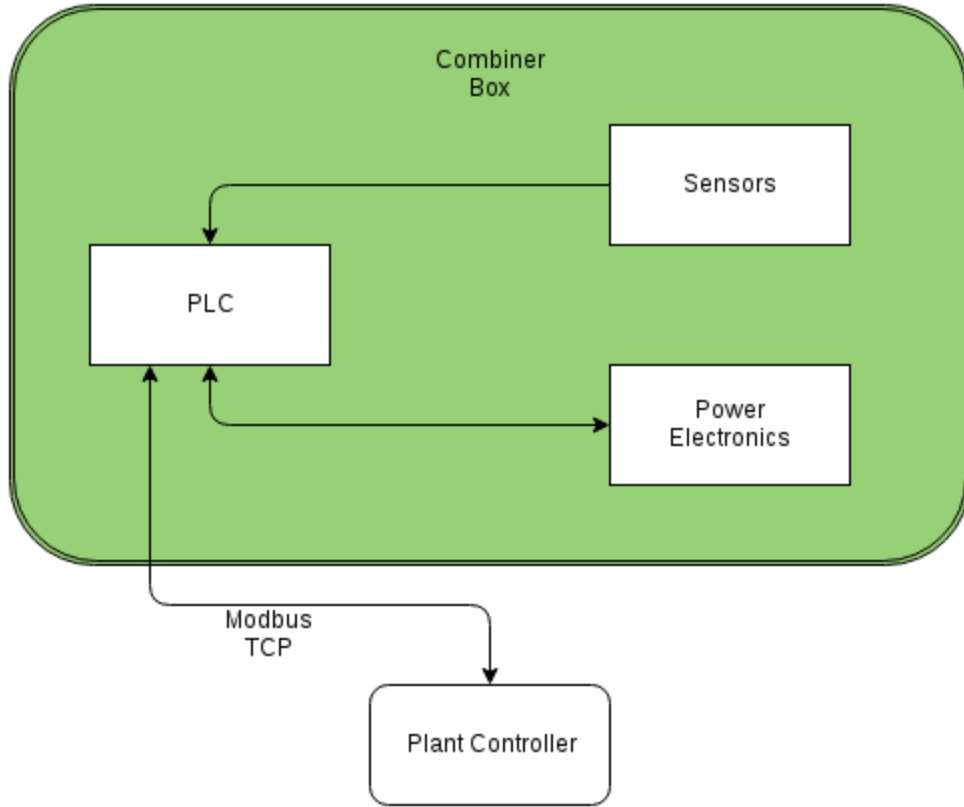 Combiner
Box
Sensors
PLC
Power
Electronics
Modbus
TCP
Plant Controller